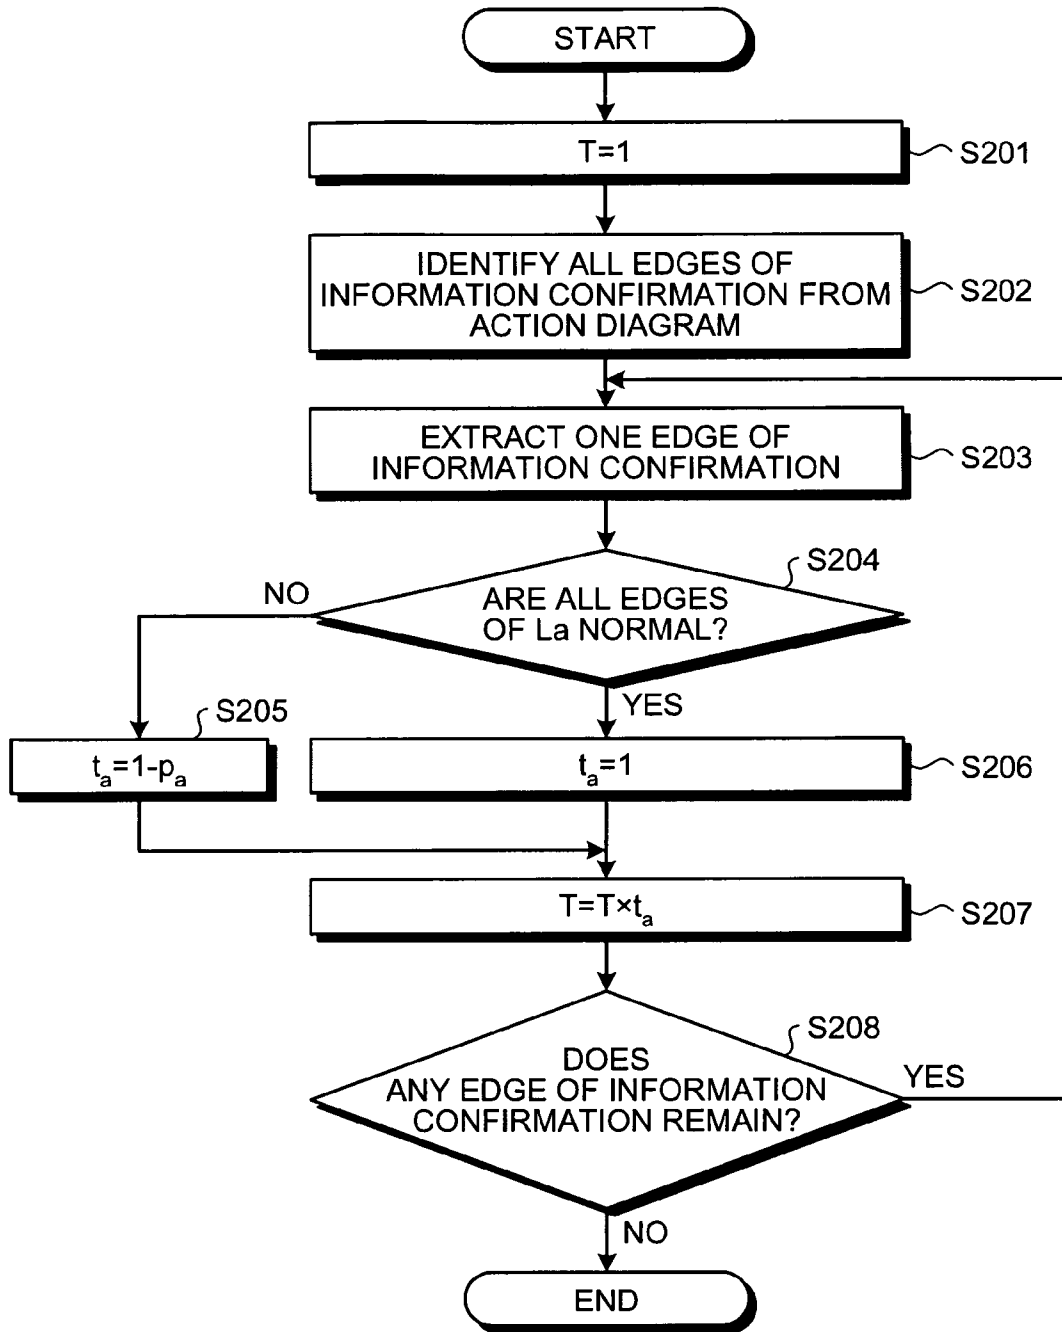 START
T=1
S201
IDENTIFY ALL EDGES OF
INFORMATION CONFIRMATION FROM
ACTION DIAGRAM
S202
EXTRACT ONE EDGE OF
INFORMATION CONFIRMATION
S203
S204
NO
ARE ALL EDGES
OF La NORMAL?
YES
S205
tₐ=1-pₐ
tₐ=1
S206
T=T×tₐ
S207
S208
DOES
ANY EDGE OF INFORMATION
CONFIRMATION REMAIN?
YES
NO
END